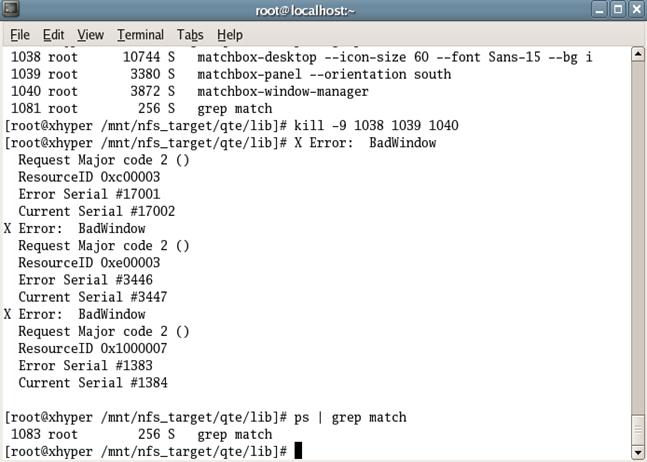 root@localhost:~
File Edit View Terminal Tabs Help
1038 root 10744 S matchbox-desktop --icon-size 60 --font Sans-15 --bg i
1039 root 3380 S matchbox-panel --orientation south
1040 root 3872 S matchbox-window-manager
1081 root 256 S grep match
[root@xhyper /mnt/nfs_target/qte/lib]# kill -9 1038 1039 1040
[root@xhyper /mnt/nfs_target/qte/lib]# X Error: BadWindow
Request Major code 2 ()
ResourceID 0xc00003
Error Serial #17001
Current Serial #17002
X Error: BadWindow
Request Major code 2 ()
ResourceID 0xe00003
Error Serial #3446
Current Serial #3447
X Error: BadWindow
Request Major code 2 ()
ResourceID 0x1000007
Error Serial #1383
Current Serial #1384
[root@xhyper /mnt/nfs_target/qte/lib]# ps | grep match
1083 root 256 S grep match
[root@xhyper /mnt/nfs_target/qte/lib]#